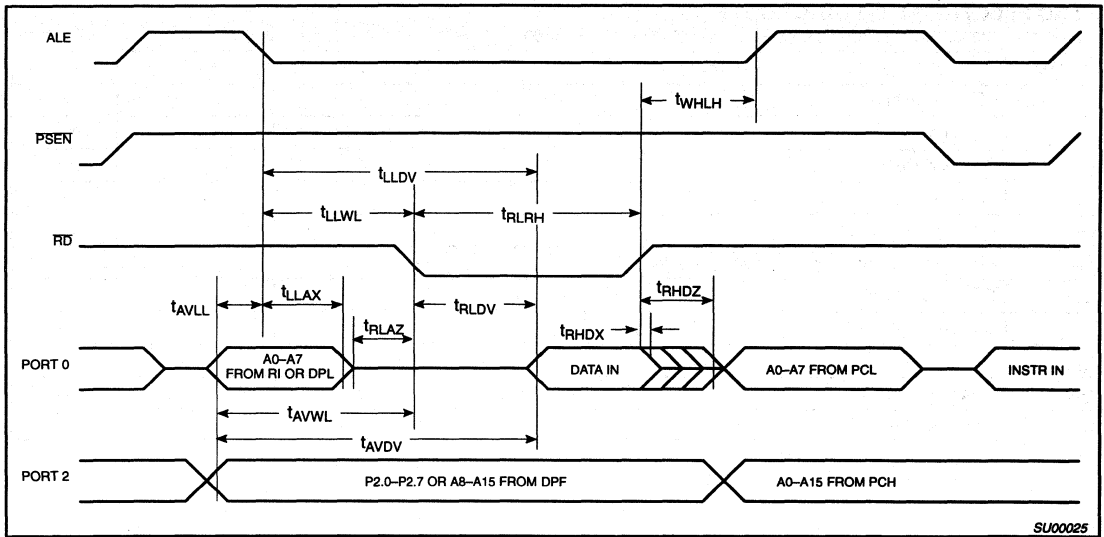 ALE
tWHLH
PSEN
tLLDV
tLLWL
tRLRH
RD
tAVLL
tLLAX
tRLAZ
tRLDV
tRHDZ
tRHDX
PORT 0
A0–A7
FROM RI OR DPL
DATA IN
A0–A7 FROM PCL
INSTR IN
tAVWL
tAVDV
PORT 2
P2.0–P2.7 OR A8–A15 FROM DPF
A0–A15 FROM PCH
SU00025